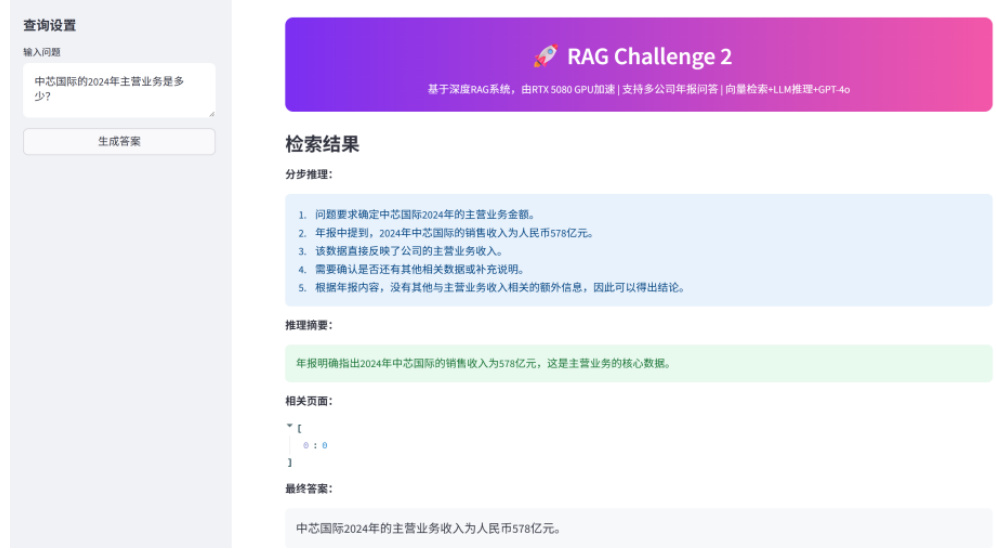 查询设置
输入问题
中芯国际的2024年主营业务是多
少?
生成答案
🚀 RAG Challenge 2
基于深度RAG系统，由RTX 5080 GPU加速 | 支持多公司年报问答 | 向量检索+LLM推理+GPT-4o
检索结果
分步推理：
1. 问题要求确定中芯国际2024年的主营业务金额。
2. 年报中提到，2024年中芯国际的销售收入为人民币578亿元。
3. 该数据直接反映了公司的主营业务收入。
4. 需要确认是否还有其他相关数据或补充说明。
5. 根据年报内容，没有其他与主营业务收入相关的额外信息，因此可以得出结论。
推理摘要：
年报明确指出2024年中芯国际的销售收入为578亿元，这是主营业务的核心数据。
相关页面：
[
0 : 0
]
最终答案：
中芯国际2024年的主营业务收入为人民币578亿元。